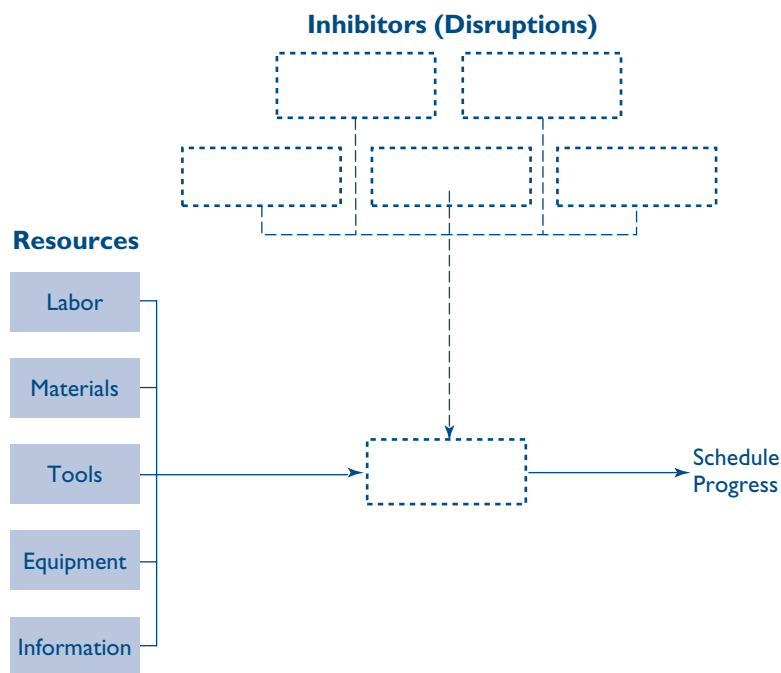 Inhibitors (Disruptions)
Resources
Labor
Materials
Tools
Equipment
Information
Schedule
Progress